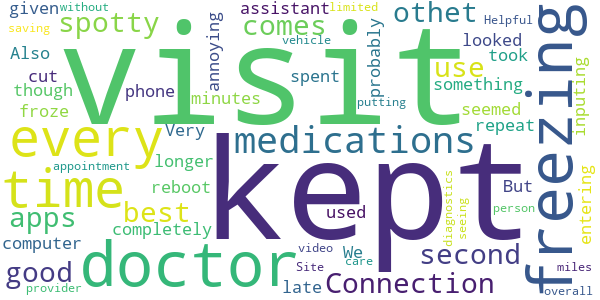 given without
saving
spotty
assistant limited
comes
annoying
othet
Helpful
looked
took
probably
vehicle
freezing
visit
Also
cut
though
froze
phone
minutes
spent
use
something
seemed
putting
repeat
inputing
every
Very
medications
appointment
time
longer
reboot
kept
best
used
But
person
apps
completely
computer
We
second
diagnostics
seeing
entering
good
doctor
video
care
Site
late
Connection
provider
miles
overall